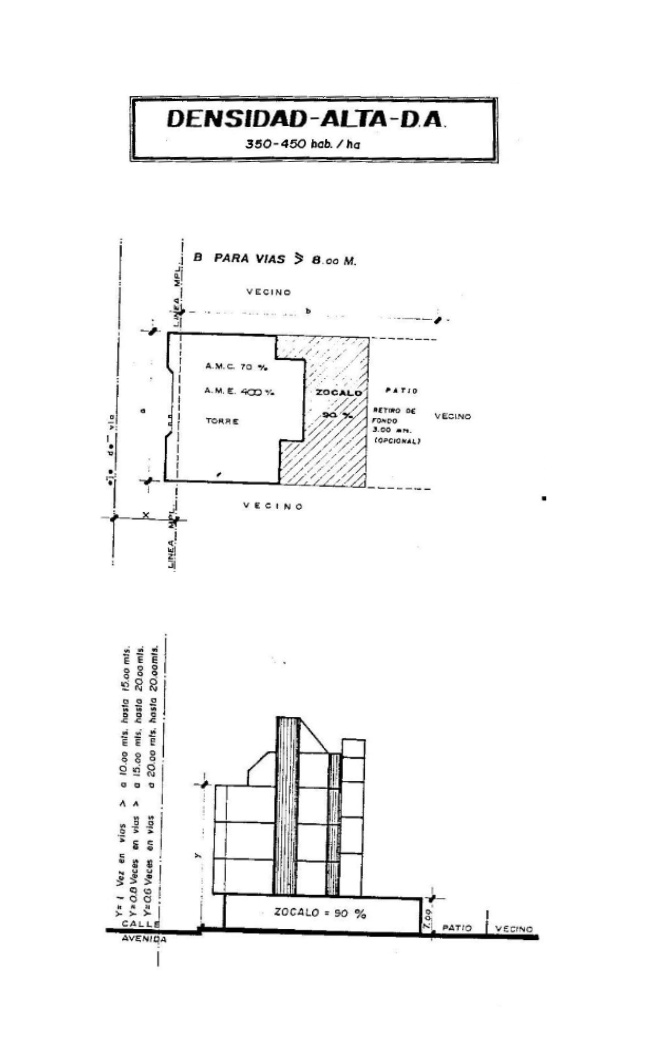 DENSIDAD-ALTA-D.A.
350-450 hab. / ha
B PARA VIAS ⩾ 8.00 M.
VECINO
LINEA MPL.
b
A.M.C. 70 %
A.M.E. 400 %
TORRE
ZOCALO
90 %
PATIO
RETIRO DE
FONDO
3.00 mts.
(OPCIONAL)
VECINO
a
eje de via
VECINO
X
LINEA MPL.
Y= 1 Vez en vias > a 10.00 mts. hasta 15.00 mts.
Y=0.8 Veces en vias > a 15.00 mts. hasta 20.00 mts.
Y=0.6 Veces en vias a 20.00 mts. hasta 20.00 mts.
y
CALLE
AVENIDA
ZOCALO = 90 %
7.00
PATIO
VECINO